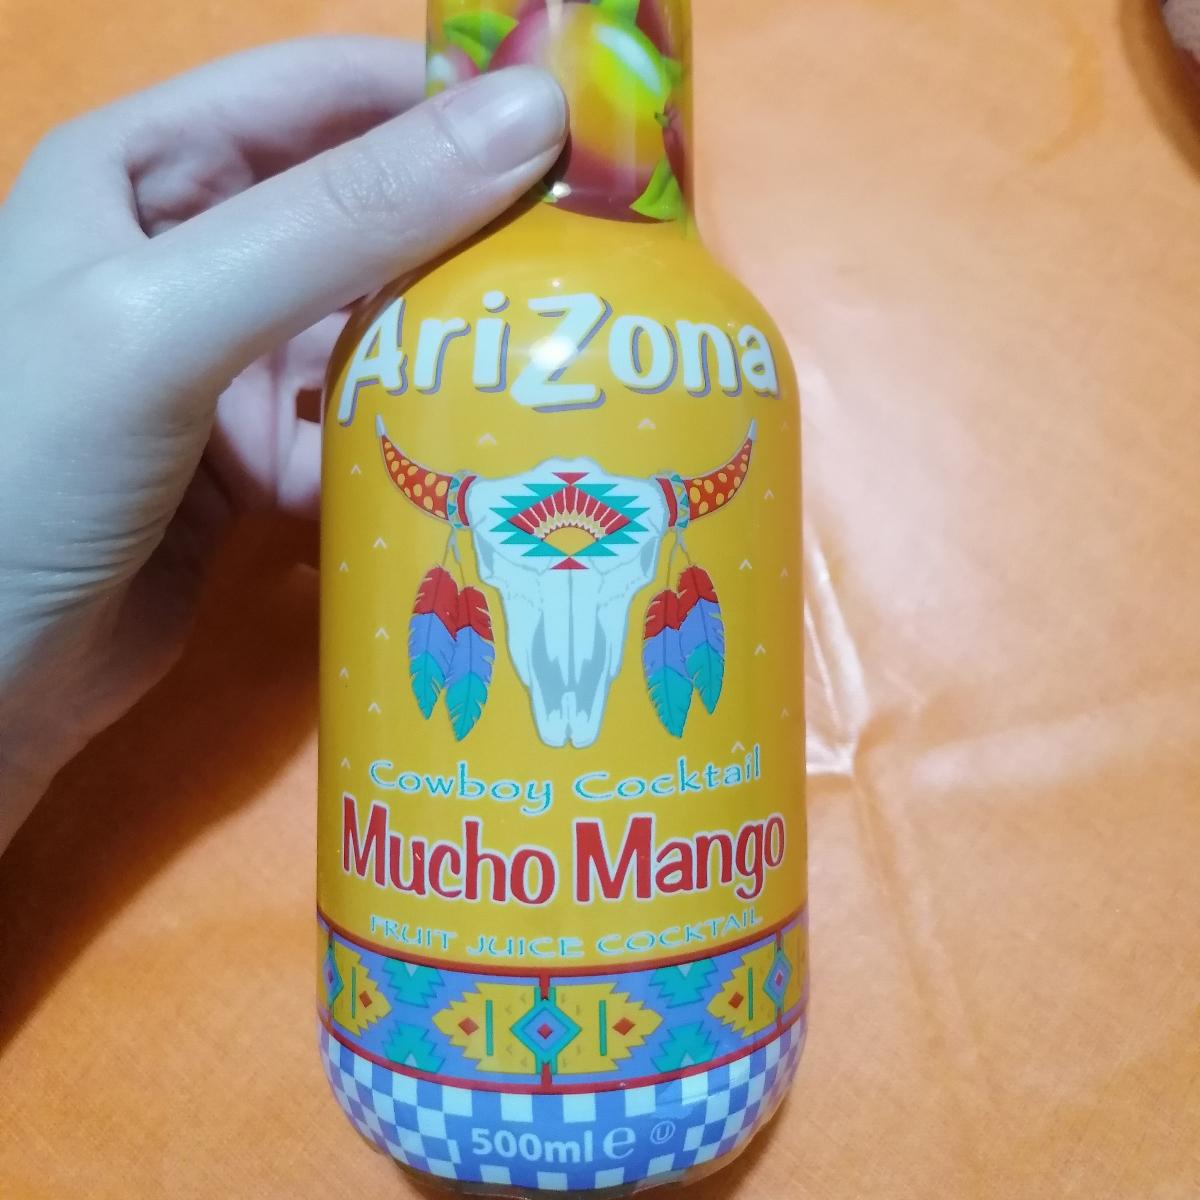 AriZona
Cowboy Cocktail
Mucho Mango
FRUIT JUICE COCKTAIL
500ml e U